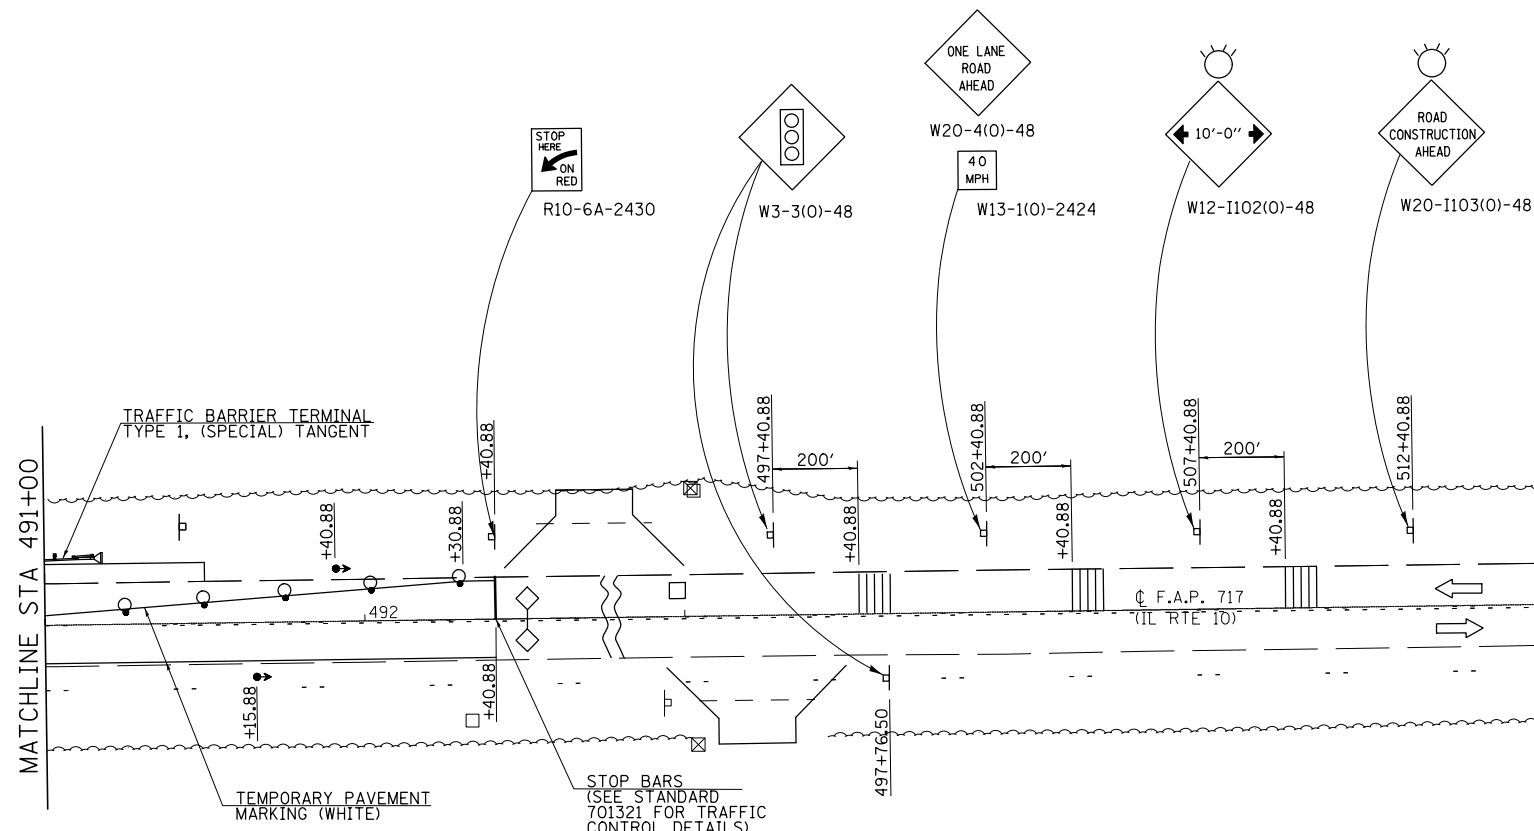 ONE LANE
ROAD
AHEAD
W20-4(O)-48
40
MPH
W13-1(O)-2424
STOP
HERE
ON
RED
R10-6A-2430
W3-3(O)-48
10'-0"
W12-I102(O)-48
ROAD
CONSTRUCTION
AHEAD
W20-I103(O)-48
TRAFFIC BARRIER TERMINAL
TYPE 1, (SPECIAL) TANGENT
MATCHLINE STA 491+00
+40.88
+30.88
+40.88
497+40.88
200'
+40.88
502+40.88
200'
+40.88
507+40.88
200'
+40.88
512+40.88
492
℄ F.A.P. 717
(IL RTE 10)
+15.88
+40.88
497+76.50
TEMPORARY PAVEMENT
MARKING (WHITE)
STOP BARS
(SEE STANDARD
701321 FOR TRAFFIC
CONTROL DETAILS)